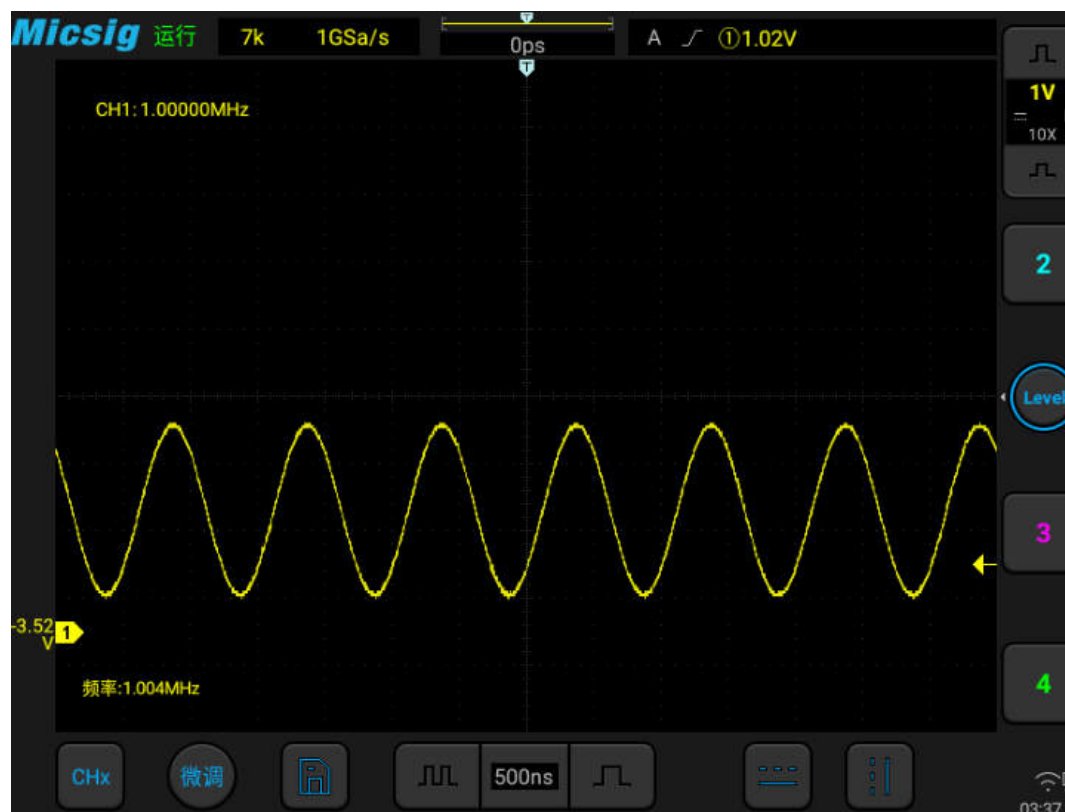 Micsig 运行 7k 1GSa/s 0ps A ①1.02V
T
T
CH1:1.00000MHz
1V
10X
2
Level
3
-3.52
V
1
频率:1.004MHz
4
CHx 微调 500ns
03:37